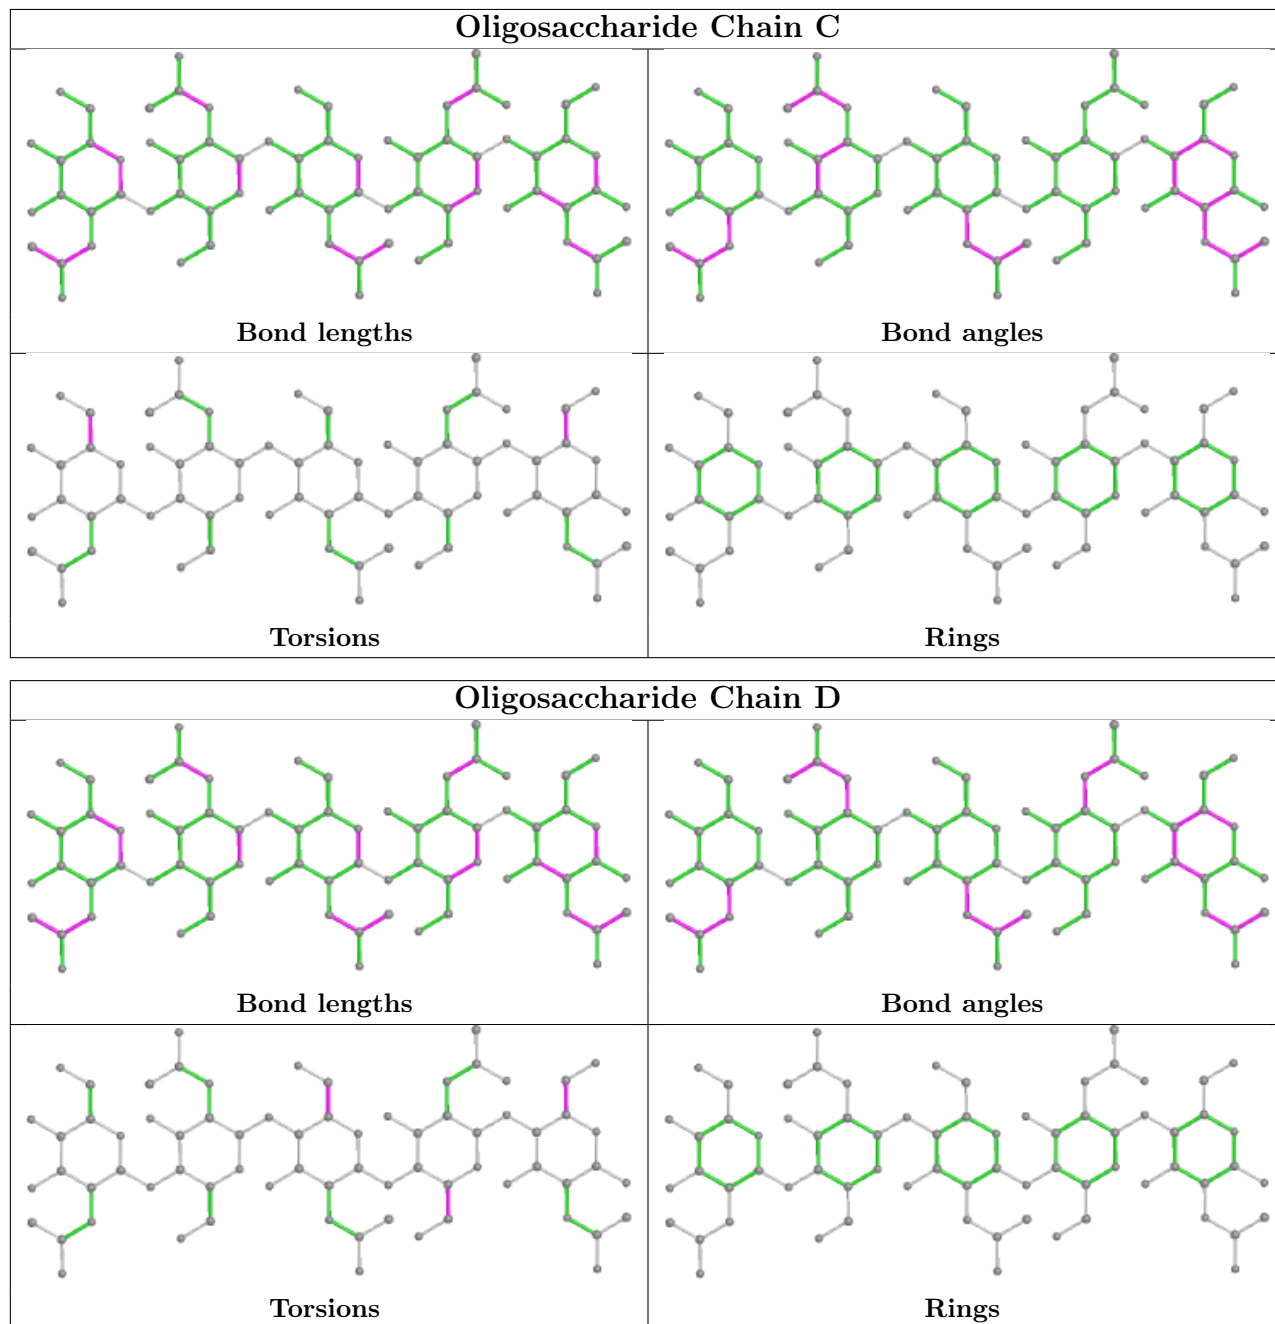 Oligosaccharide Chain C
Bond lengths
Bond angles
Torsions
Rings
Oligosaccharide Chain D
Bond lengths
Bond angles
Torsions
Rings